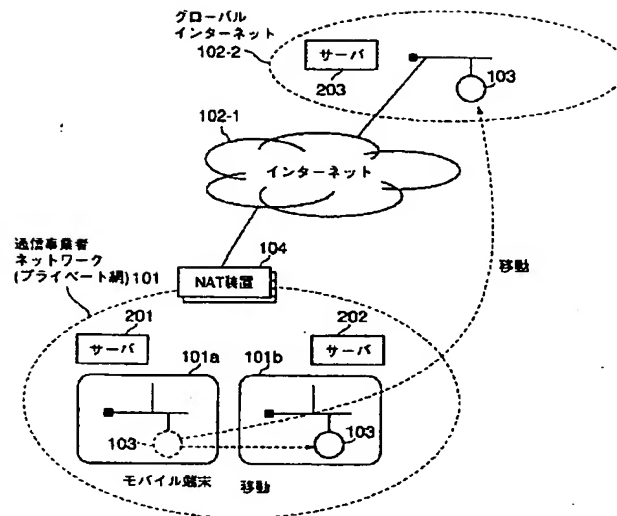 グローバル
インターネット
102-2
サーバ
203
103
102-1
インターネット
通信事業者
ネットワーク
(プライベート網)101
104
NAT装置
移動
201
サーバ
202
サーバ
101a
101b
103
103
モバイル端末
移動